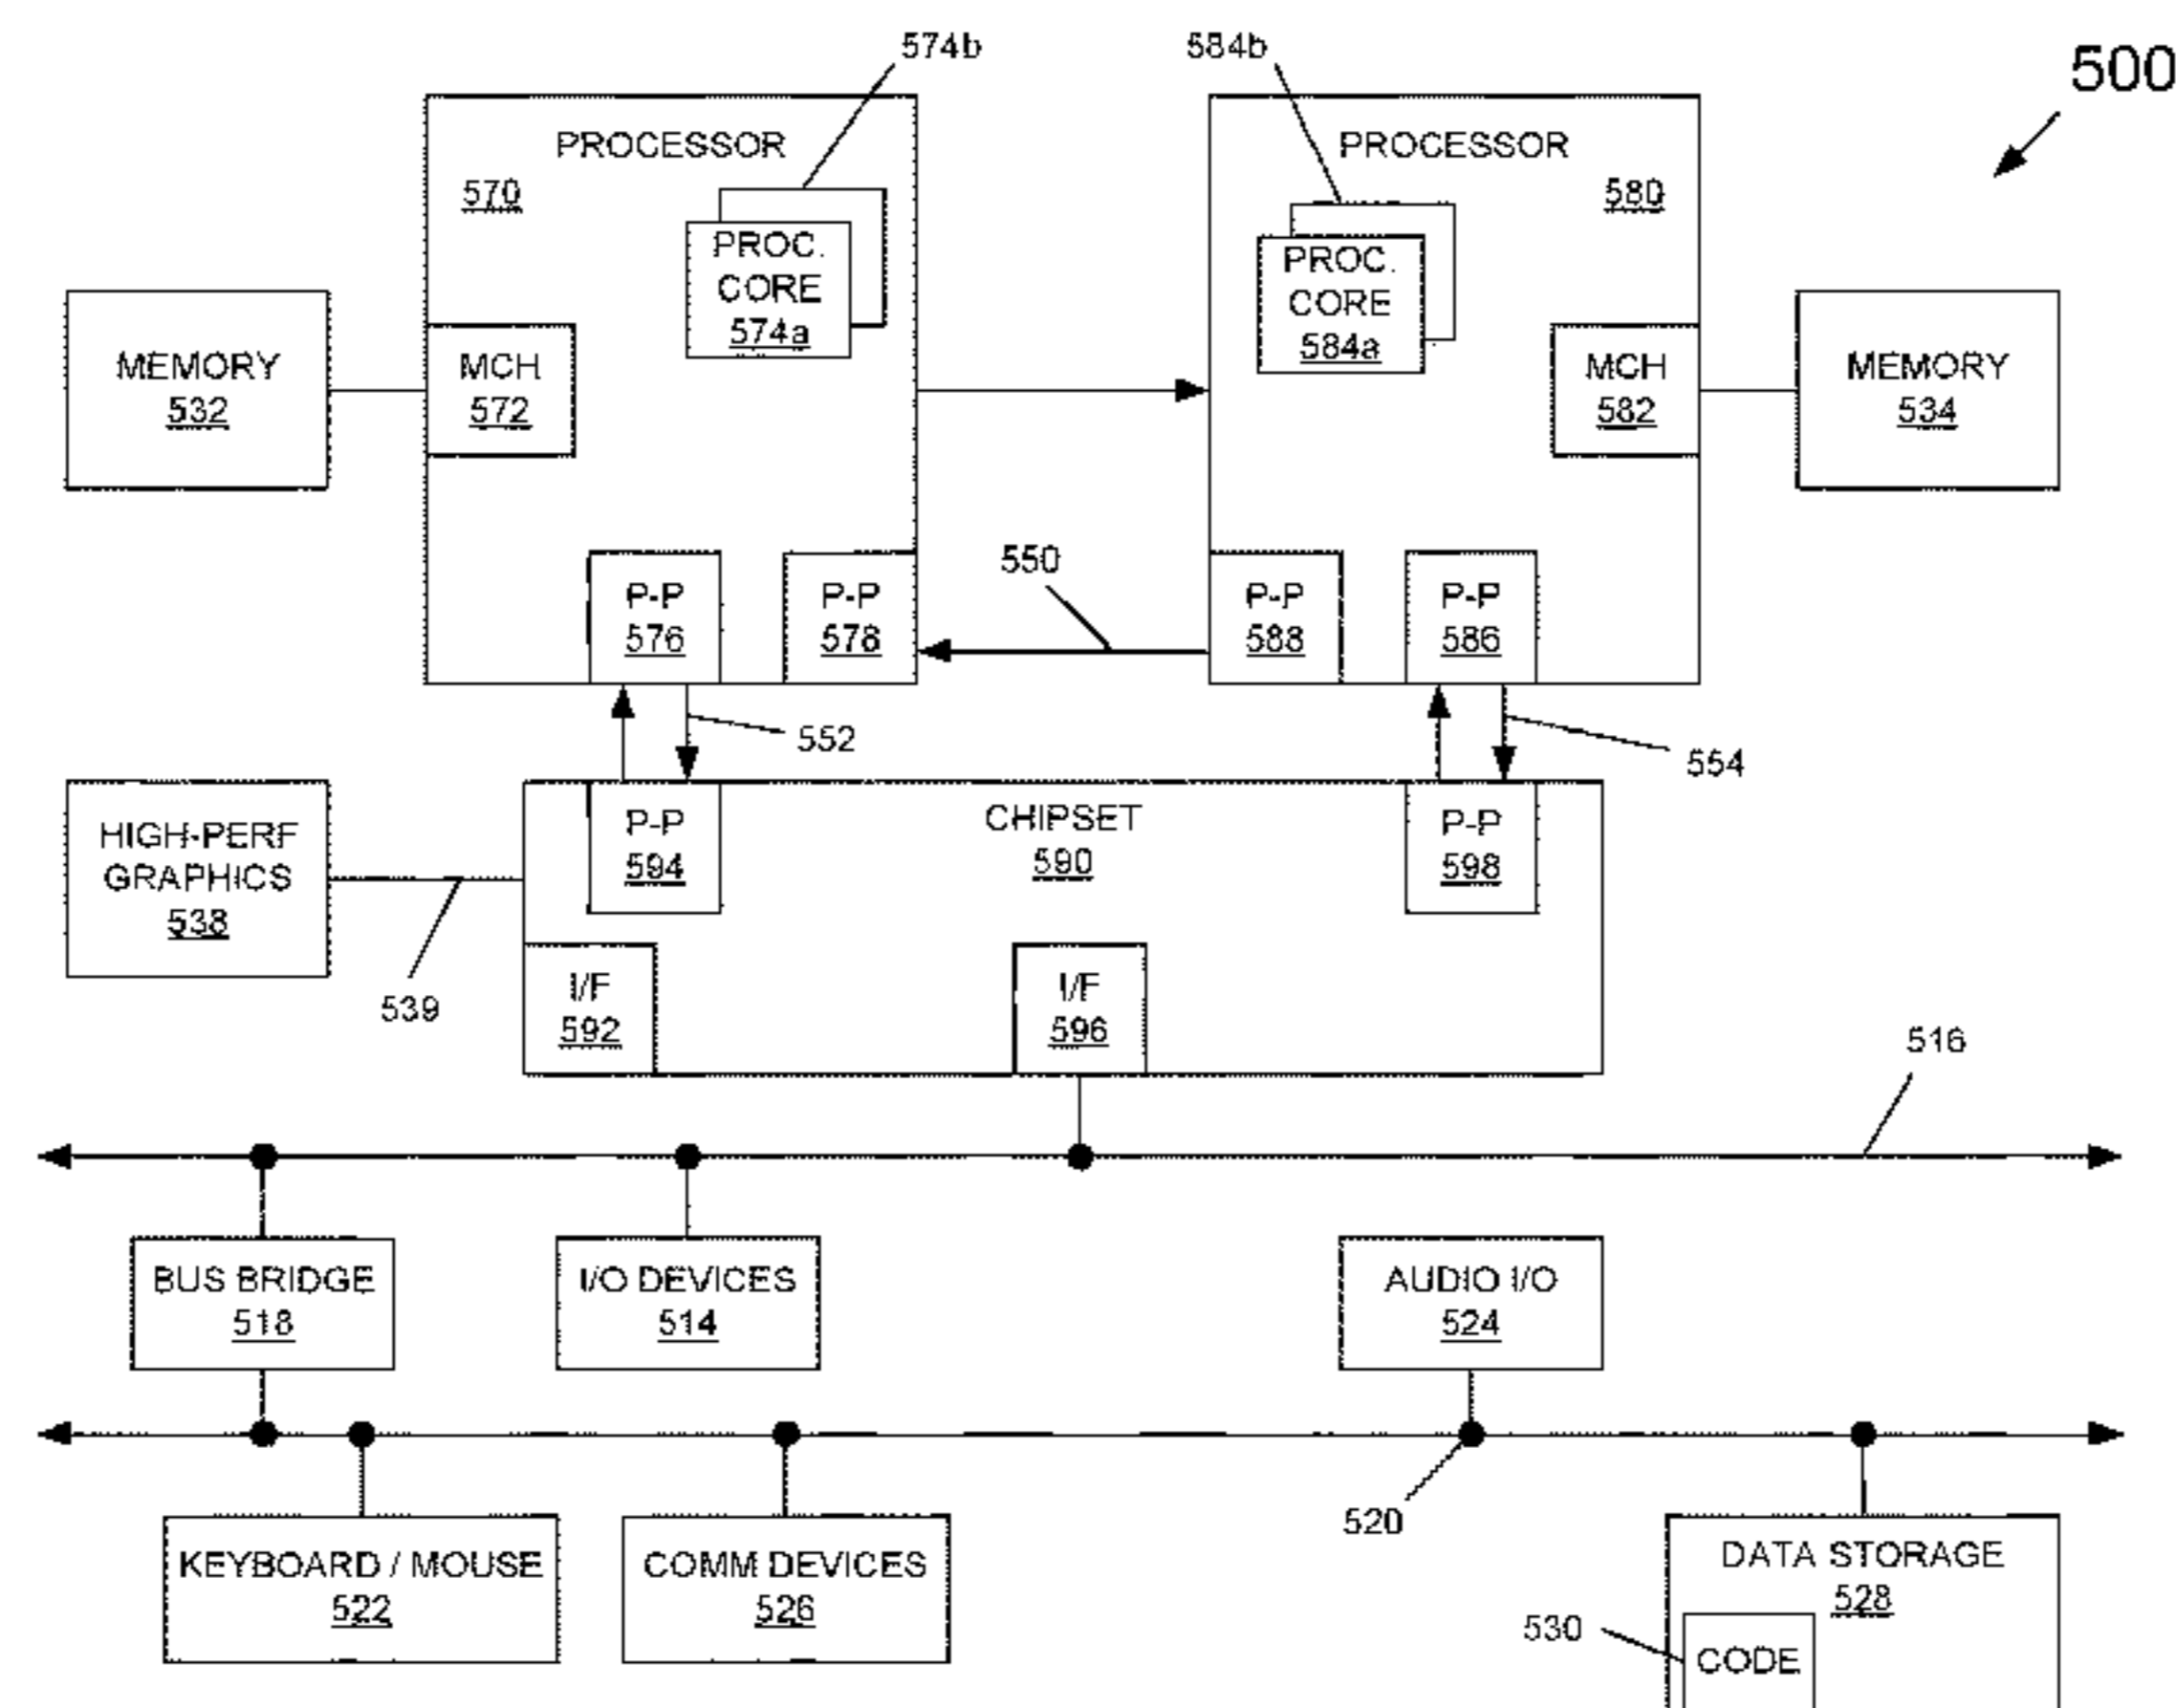 574b
584b
500
PROCESSOR
570
PROC.
CORE
574a
PROCESSOR
580
PROC.
CORE
584a
MEMORY
532
MCH
572
MCH
582
MEMORY
534
550
P-P
576
P-P
578
P-P
588
P-P
586
552
554
HIGH-PERF
GRAPHICS
538
539
P-P
594
CHIPSET
590
P-P
598
I/F
592
I/F
596
516
BUS BRIDGE
518
I/O DEVICES
514
AUDIO I/O
524
520
KEYBOARD / MOUSE
522
COMM DEVICES
526
DATA STORAGE
528
530
CODE